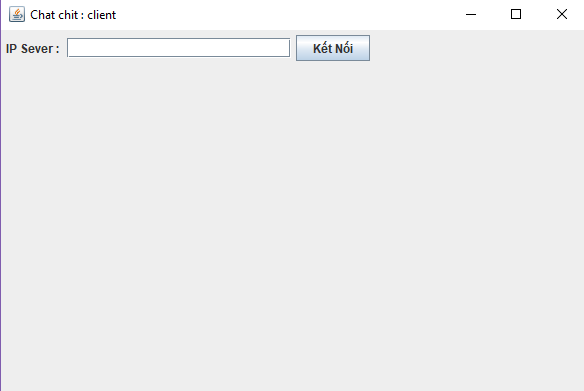 Chat chit : client
IP Sever : Kết Nối